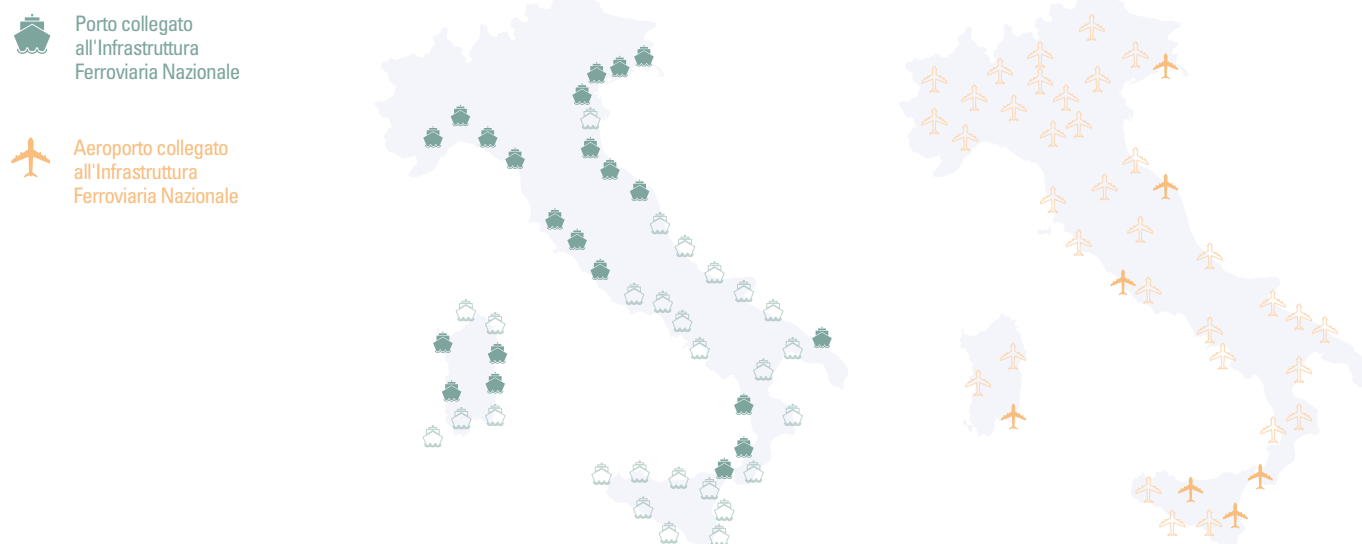 Porto collegato
all'Infrastruttura
Ferroviaria Nazionale
Aeroporto collegato
all'Infrastruttura
Ferroviaria Nazionale